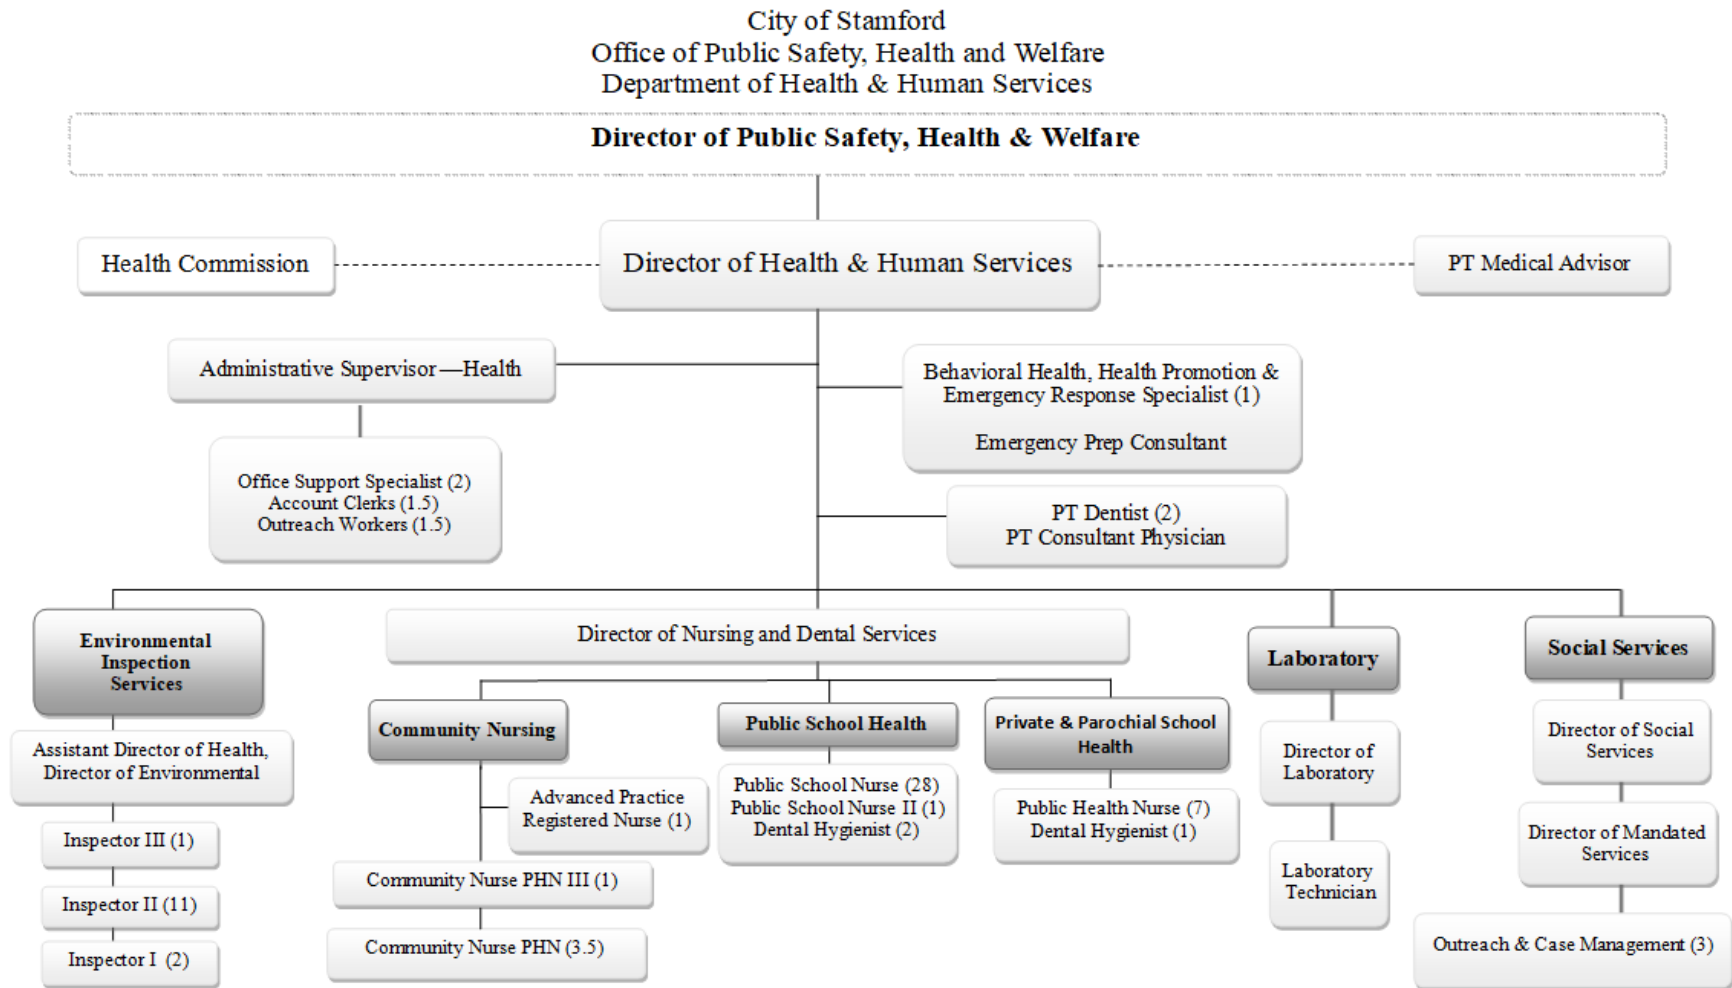 City of Stamford
Office of Public Safety, Health and Welfare
Department of Health & Human Services
Director of Public Safety, Health & Welfare
Health Commission
Director of Health & Human Services
PT Medical Advisor
Administrative Supervisor—Health
Behavioral Health, Health Promotion &
Emergency Response Specialist (1)
Emergency Prep Consultant
Office Support Specialist (2)
Account Clerks (1.5)
Outreach Workers (1.5)
PT Dentist (2)
PT Consultant Physician
Environmental
Inspection
Services
Director of Nursing and Dental Services
Laboratory
Social Services
Community Nursing
Public School Health
Private & Parochial School
Health
Assistant Director of Health,
Director of Environmental
Inspector III (1)
Inspector II (11)
Inspector I (2)
Advanced Practice
Registered Nurse (1)
Community Nurse PHN III (1)
Community Nurse PHN (3.5)
Public School Nurse (28)
Public School Nurse II (1)
Dental Hygienist (2)
Public Health Nurse (7)
Dental Hygienist (1)
Director of
Laboratory
Laboratory
Technician
Director of Social
Services
Director of Mandated
Services
Outreach & Case Management (3)